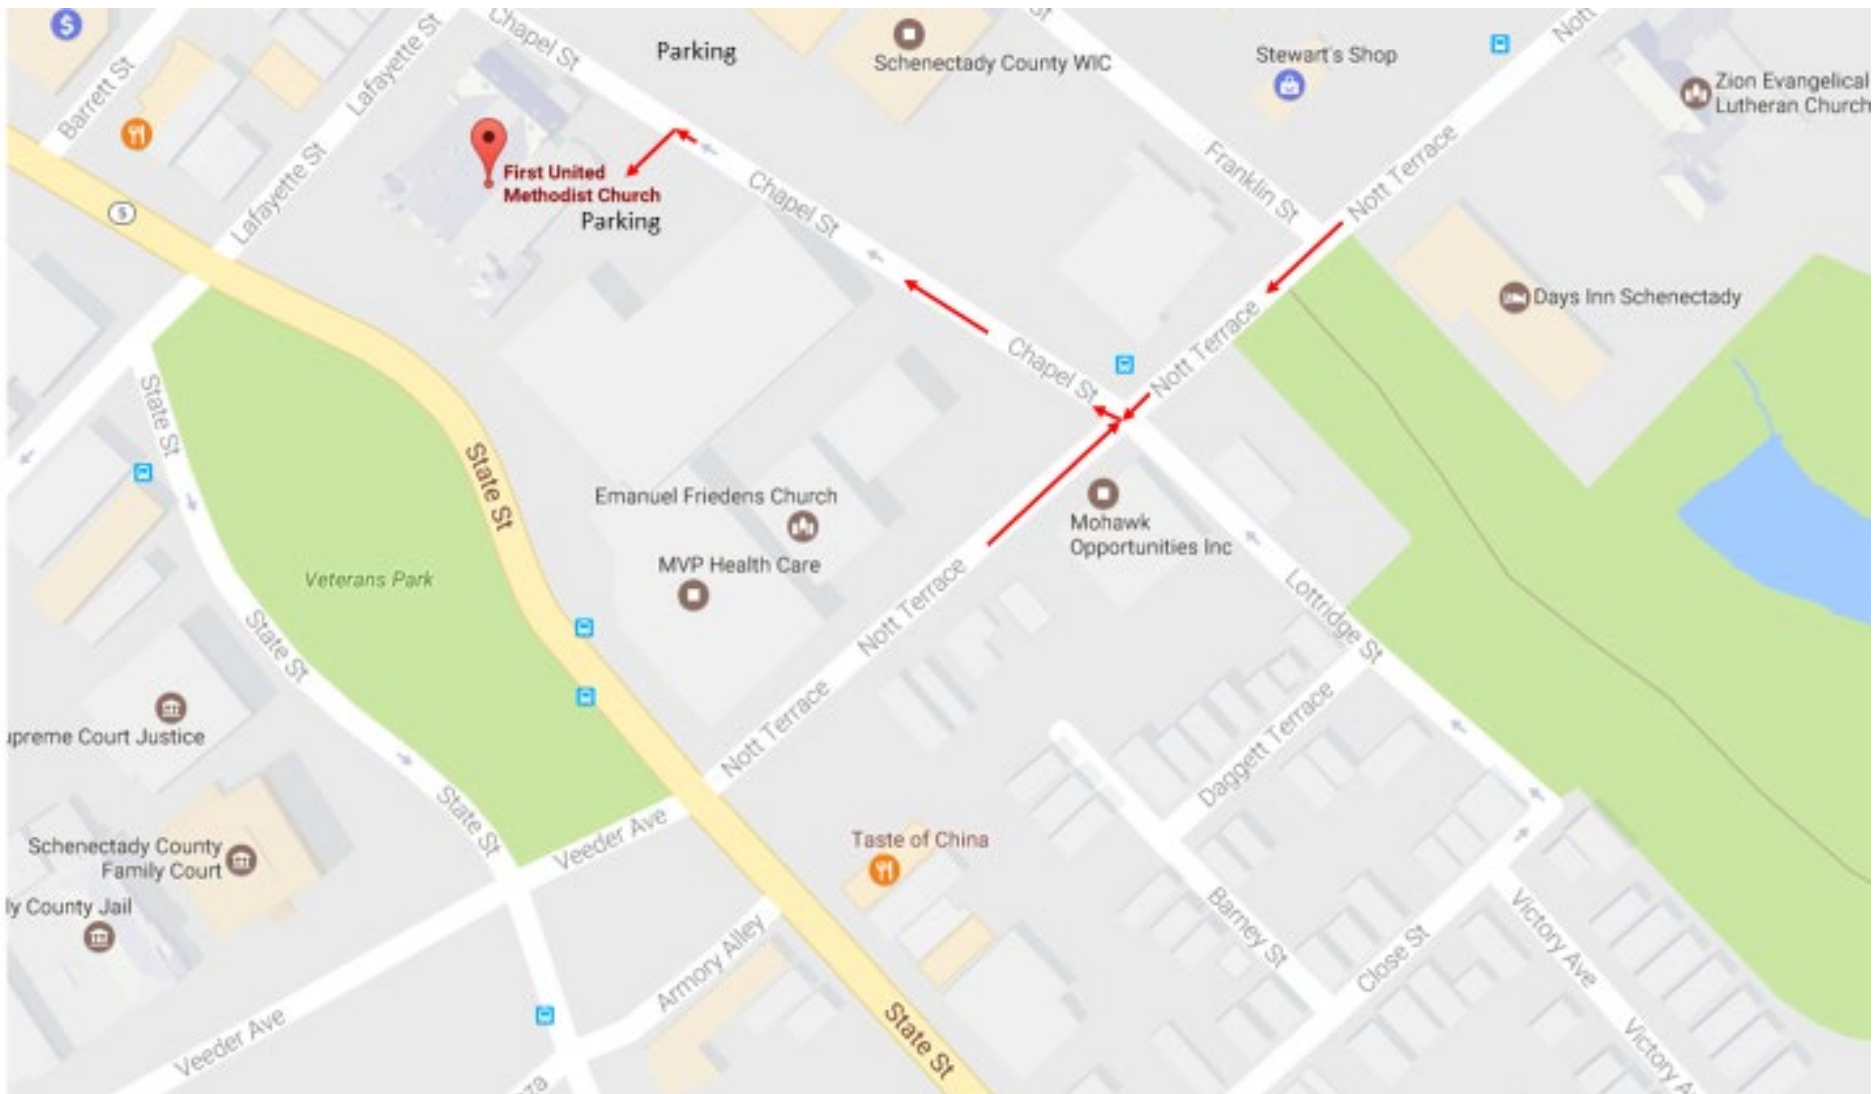 $
Barrett St
Lafayette St
Lafayette St
Chapel St
Parking
St
Schenectady County WIC
Stewart's Shop
Nott
Zion Evangelical
Lutheran Church
5
First United
Methodist Church
Parking
Chapel St
Franklin St
Nott Terrace
Days Inn Schenectady
Nott Terrace
Chapel St
State St
State St
Emanuel Friedens Church
MVP Health Care
Mohawk
Opportunities Inc
Veterans Park
Nott Terrace
Lottridge St
State St
upreme Court Justice
Nott Terrace
Daggett Terrace
State St
Veeder Ave
Taste of China
Schenectady County
Family Court
ly County Jail
Armory Alley
Barney St
Close St
Victory Ave
Veeder Ave
State St
Victory A
za